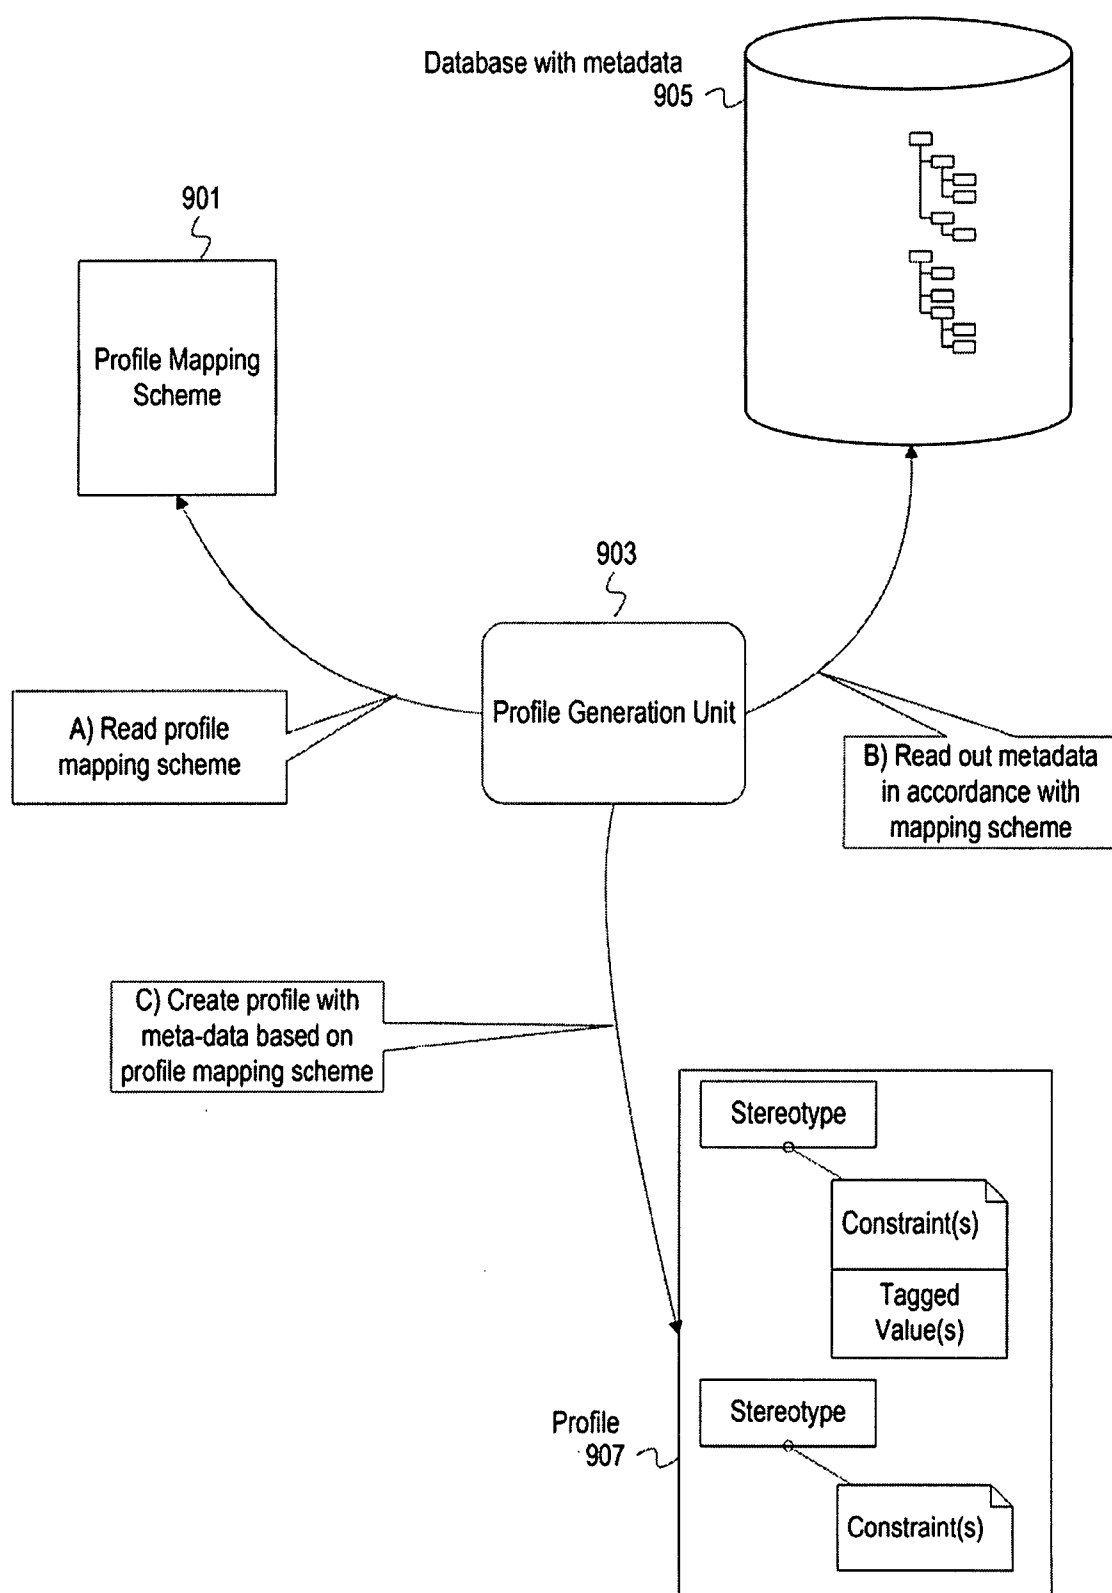 Database with metadata
905
901
Profile Mapping
Scheme
903
Profile Generation Unit
A) Read profile
mapping scheme
B) Read out metadata
in accordance with
mapping scheme
C) Create profile with
meta-data based on
profile mapping scheme
Stereotype
Constraint(s)
Tagged
Value(s)
Profile
907
Stereotype
Constraint(s)